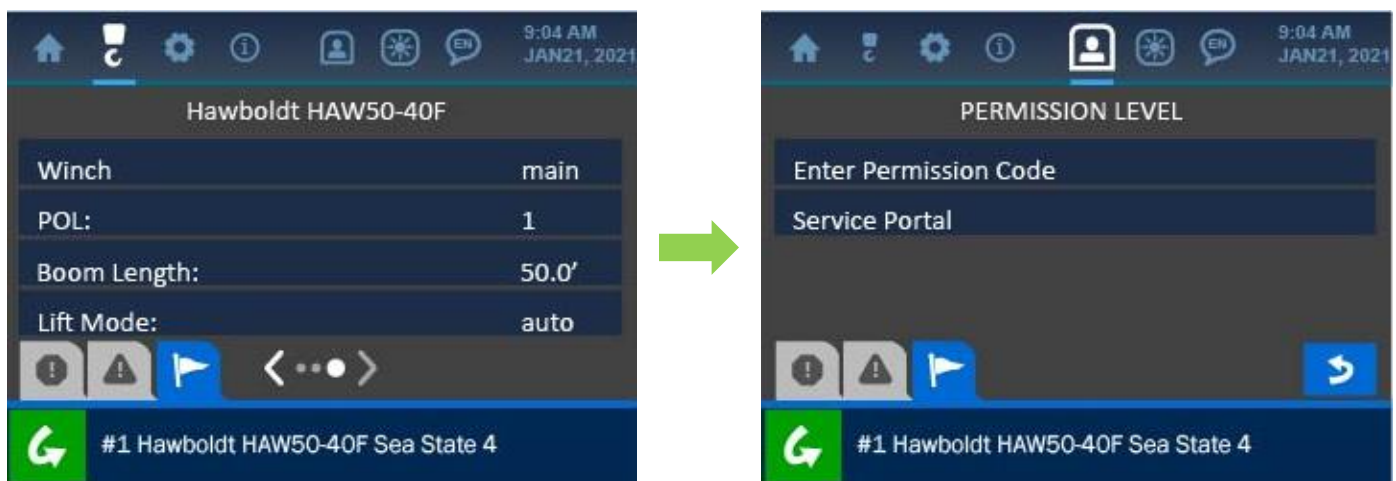 EN
9:04 AM
JAN21, 2021
Hawboldt HAW50-40F
Winch main
POL: 1
Boom Length: 50.0′
Lift Mode: auto
#1 Hawboldt HAW50-40F Sea State 4
EN
9:04 AM
JAN21, 2021
PERMISSION LEVEL
Enter Permission Code
Service Portal
#1 Hawboldt HAW50-40F Sea State 4